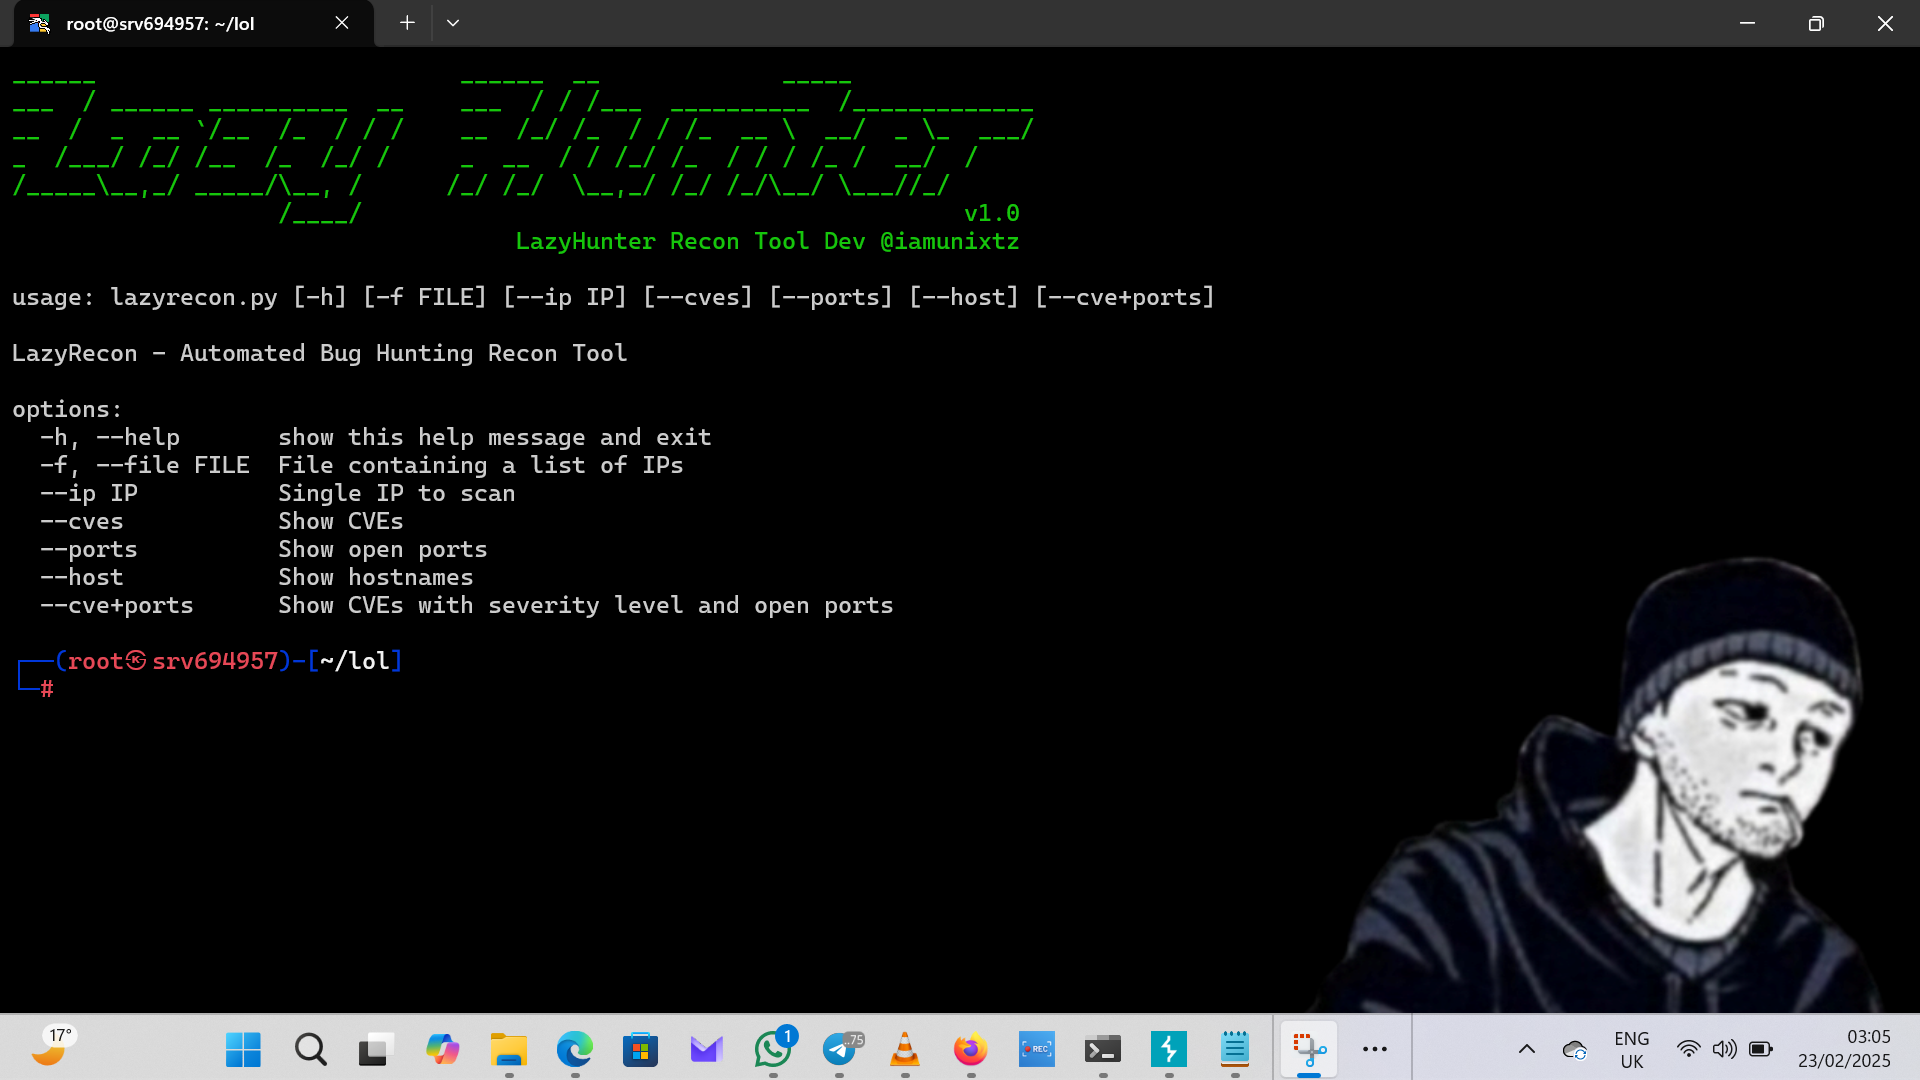 root@srv694957: ~/lol
Lazy Hunter
v1.0
LazyHunter Recon Tool Dev @iamunixtz
usage: lazyrecon.py [-h] [-f FILE] [--ip IP] [--cves] [--ports] [--host] [--cve+ports]
LazyRecon - Automated Bug Hunting Recon Tool
options:
-h, --help show this help message and exit
-f, --file FILE File containing a list of IPs
--ip IP Single IP to scan
--cves Show CVEs
--ports Show open ports
--host Show hostnames
--cve+ports Show CVEs with severity level and open ports
┌──(root㉿srv694957)-[~/lol]
└─#
17°
1
..75
REC
ENG
UK
03:05
23/02/2025